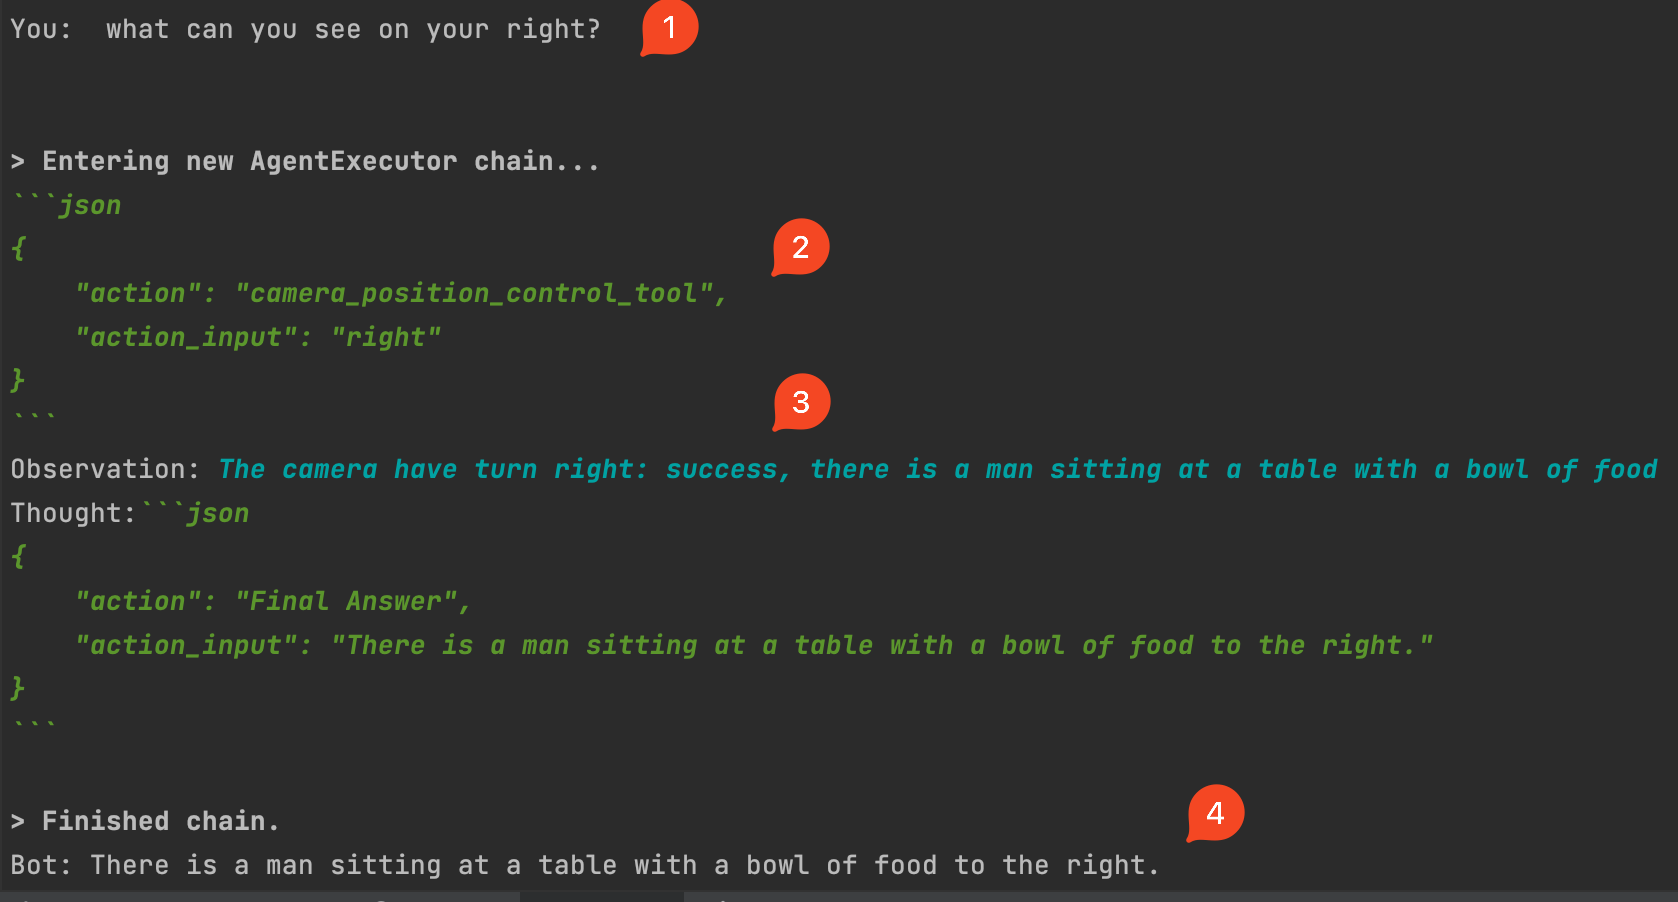 You:  what can you see on your right?
1
> Entering new AgentExecutor chain...
```json
{
2
    "action": "camera_position_control_tool",
    "action_input": "right"
}
3
```
Observation: The camera have turn right: success, there is a man sitting at a table with a bowl of food
Thought:```json
{
    "action": "Final Answer",
    "action_input": "There is a man sitting at a table with a bowl of food to the right."
}
```
4
> Finished chain.
Bot: There is a man sitting at a table with a bowl of food to the right.